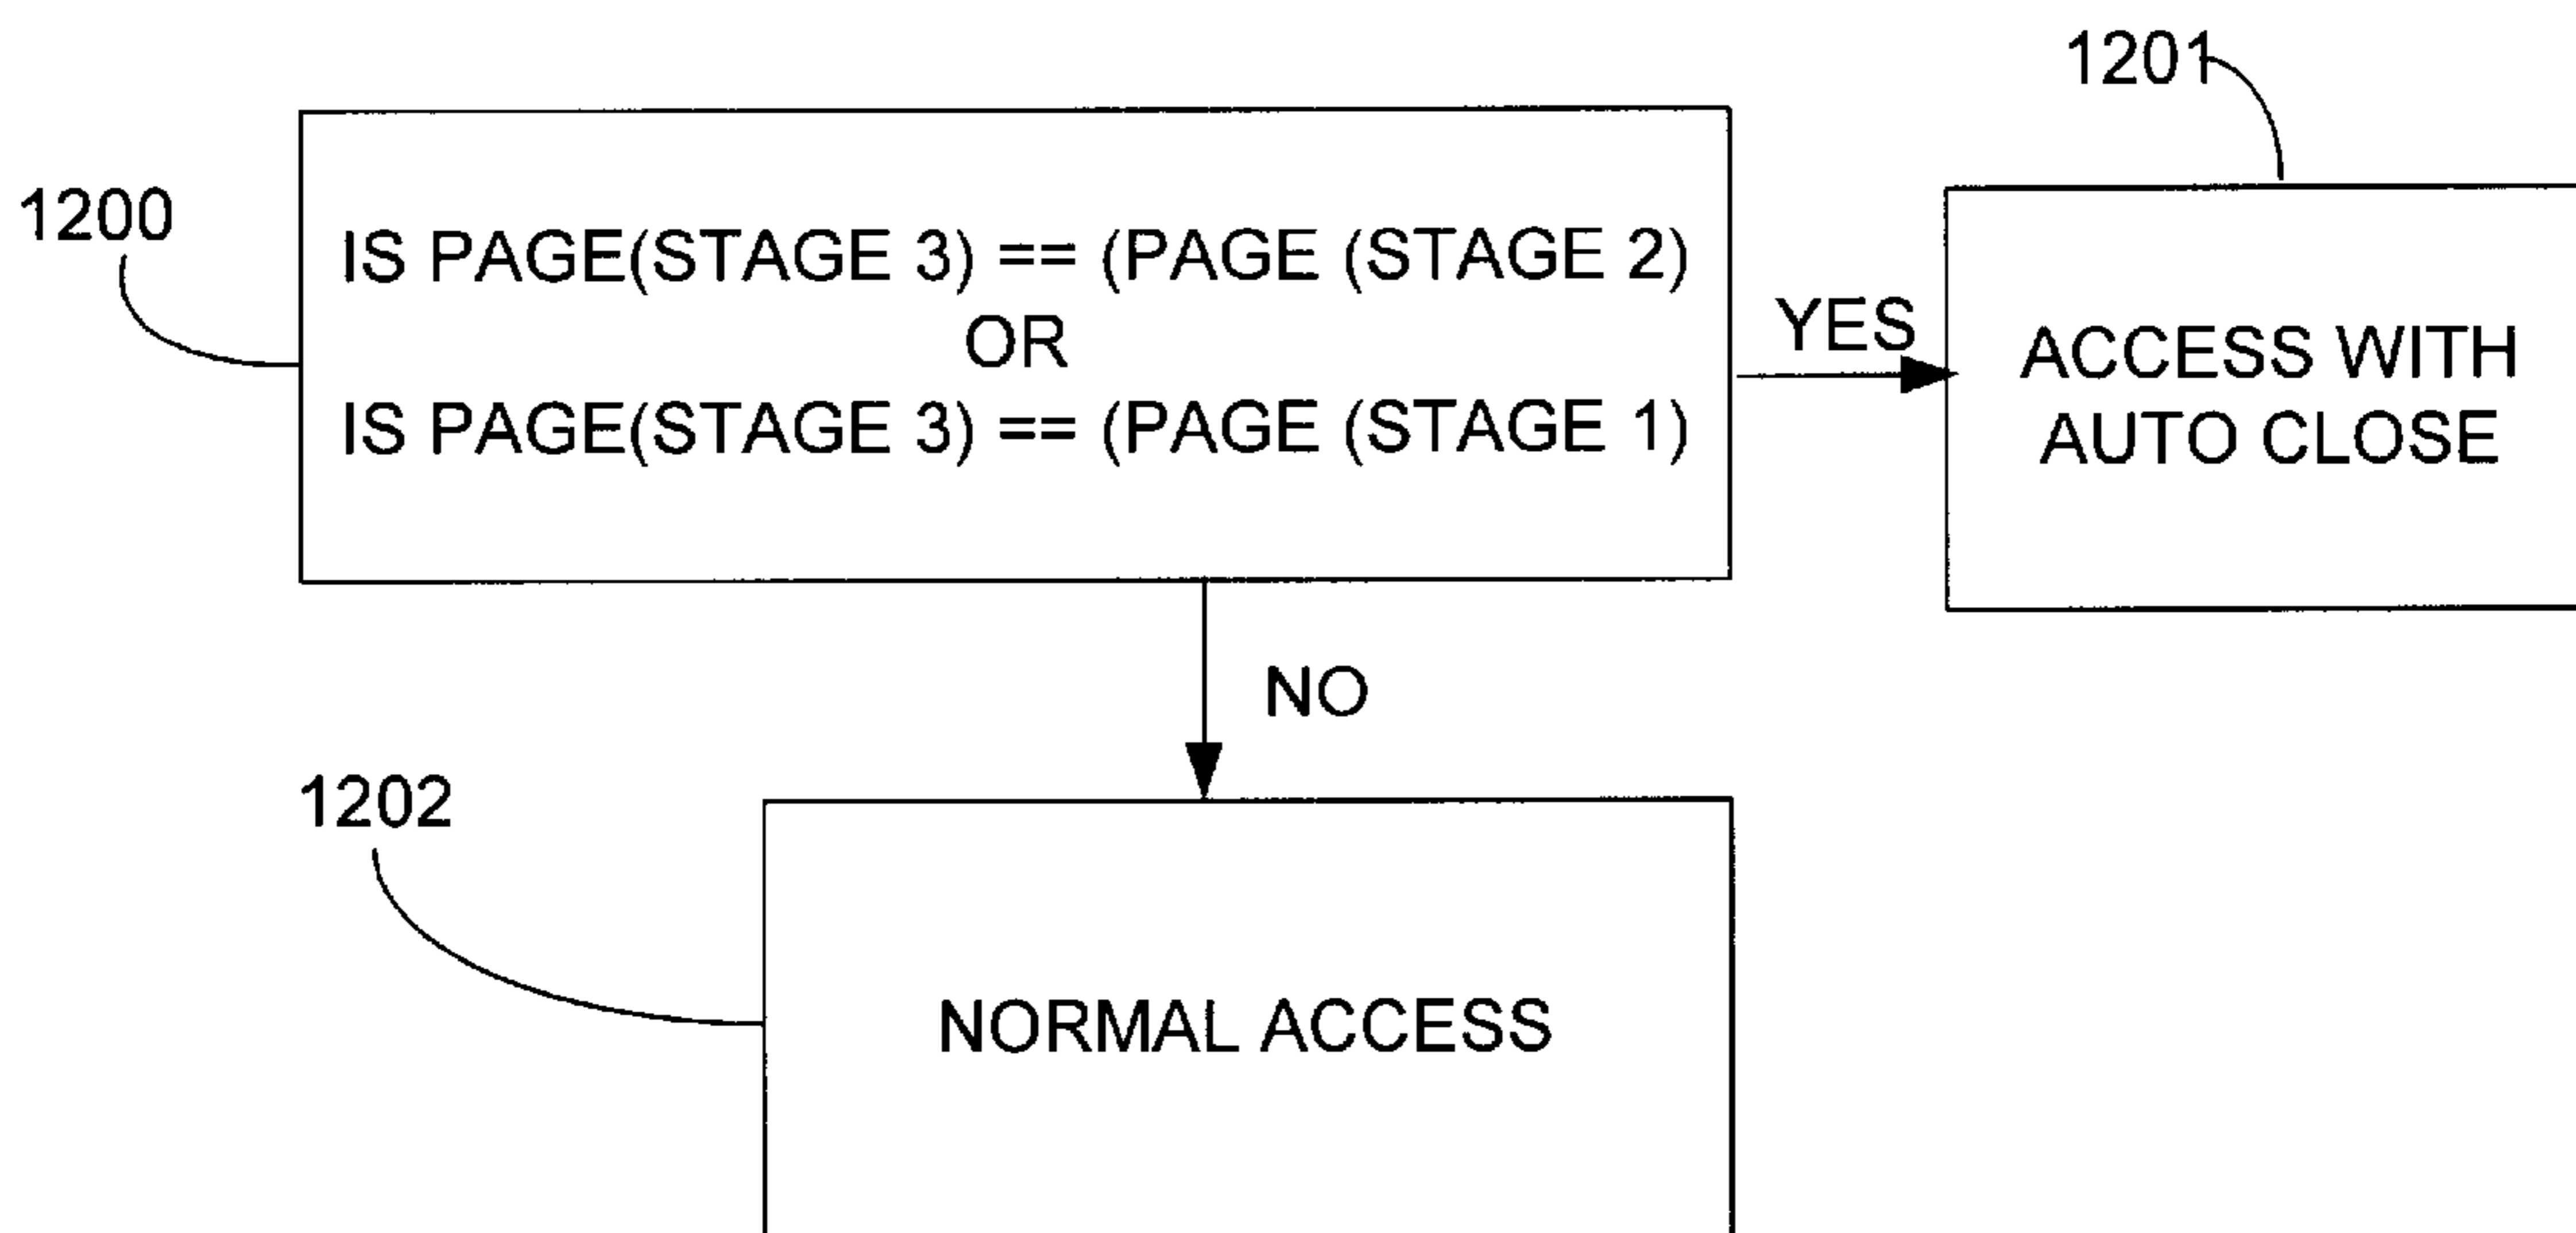 1201
1200
IS PAGE(STAGE 3) == (PAGE (STAGE 2)
OR
IS PAGE(STAGE 3) == (PAGE (STAGE 1)
YES
ACCESS WITH
AUTO CLOSE
NO
1202
NORMAL ACCESS